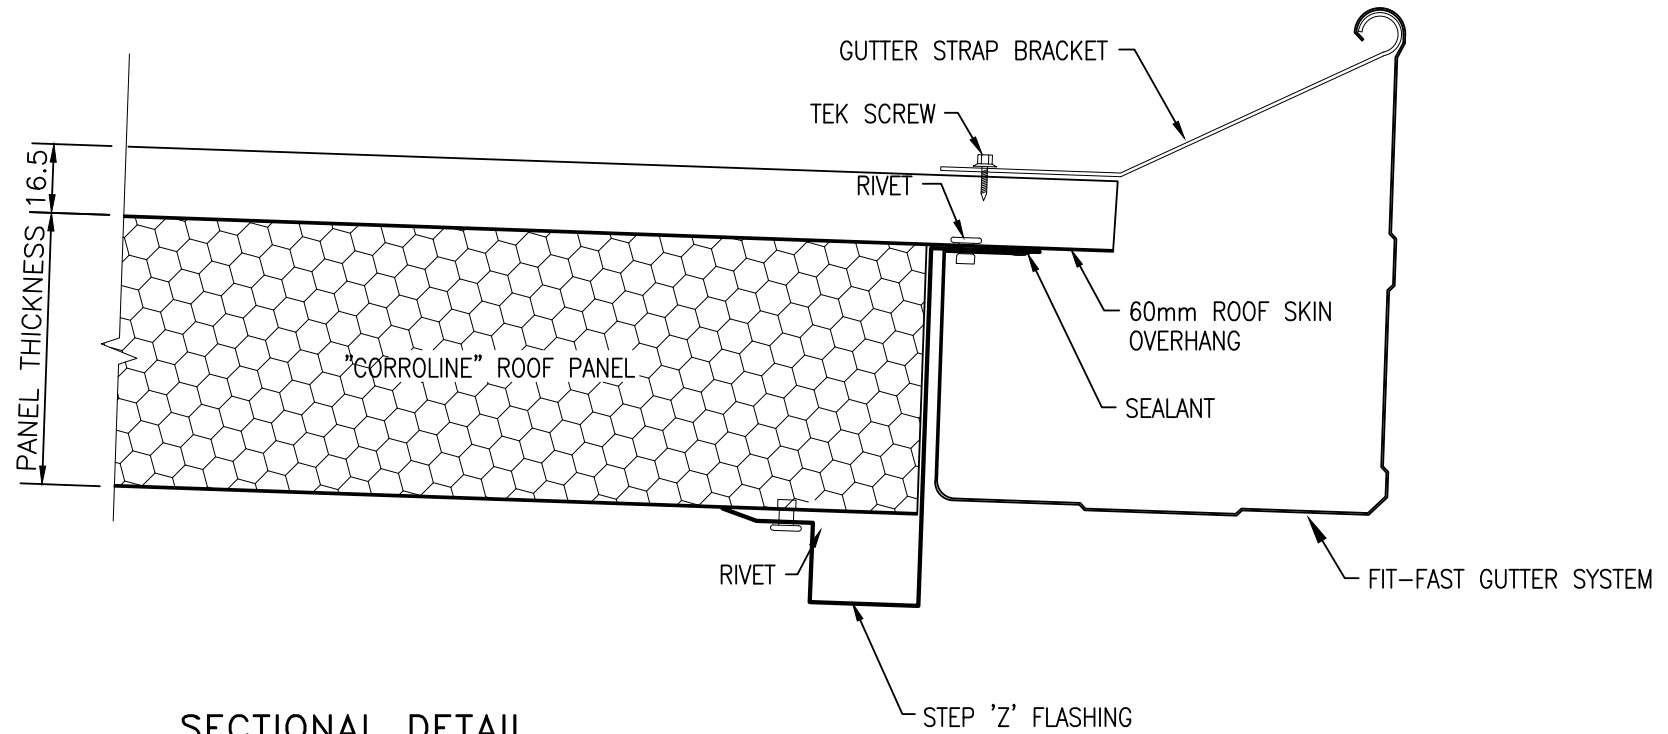 GUTTER STRAP BRACKET
TEK SCREW
16.5
RIVET
PANEL THICKNESS
60mm ROOF SKIN
OVERHANG
"CORROLINE" ROOF PANEL
SEALANT
RIVET
FIT-FAST GUTTER SYSTEM
STEP 'Z' FLASHING
SECTIONAL DETAIL